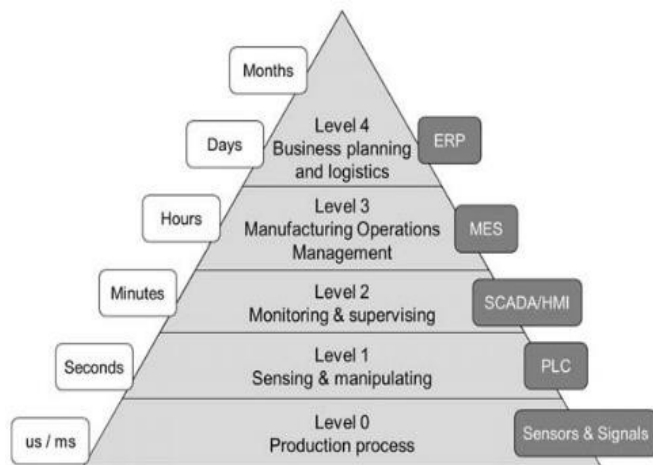 Months
Level 4
Days
Business planning
and logistics
ERP
Level 3
Hours
Manufacturing Operations
Management
MES
Level 2
Minutes
Monitoring & supervising
SCADA/HMI
Level 1
Seconds
Sensing & manipulating
PLC
Level 0
us / ms
Production process
Sensors & Signals